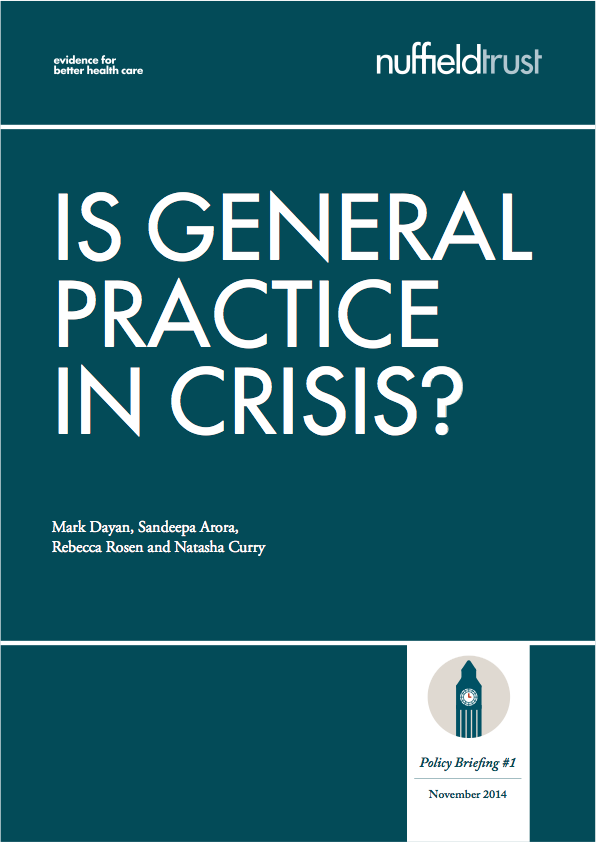 evidence for
better health care
nuffieldtrust
IS GENERAL
PRACTICE
IN CRISIS?
Mark Dayan, Sandeepa Arora,
Rebecca Rosen and Natasha Curry
Policy Briefing #1
November 2014